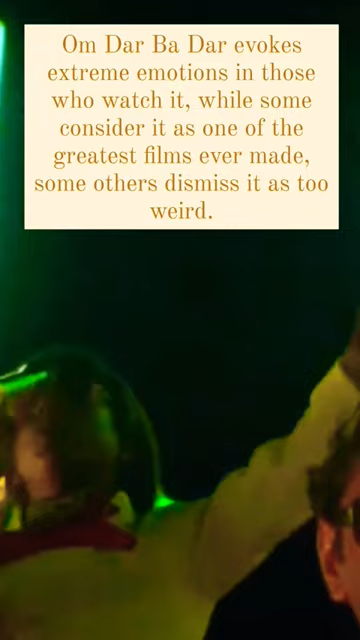 Om Dar Ba Dar evokes
extreme emotions in those
who watch it, while some
consider it as one of the
greatest films ever made,
some others dismiss it as too
weird.